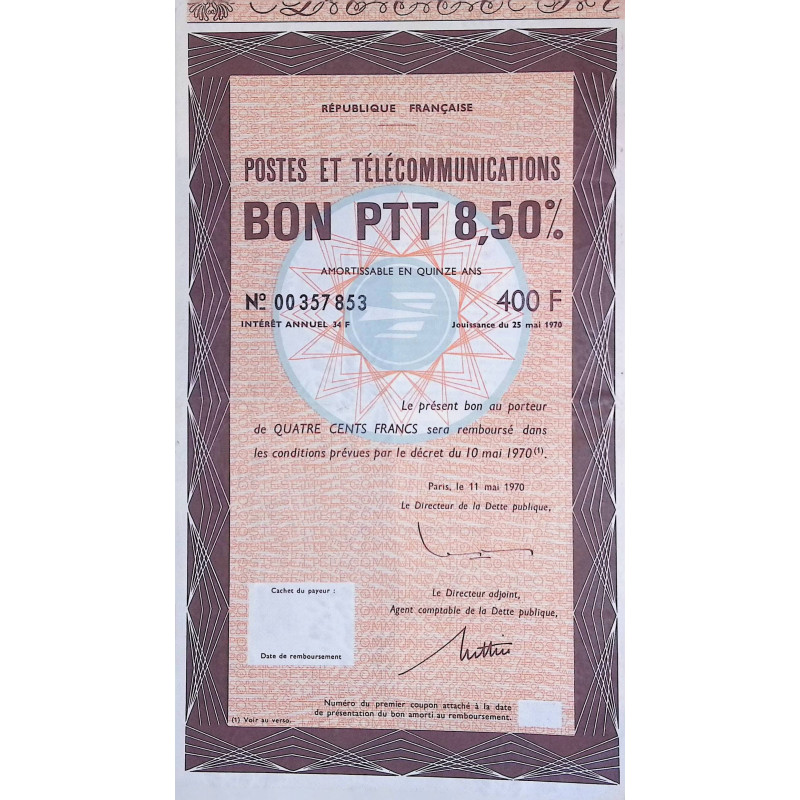 RÉPUBLIQUE FRANÇAISE
POSTES ET TÉLÉCOMMUNICATIONS
BON PTT 8,50%
AMORTISSABLE EN QUINZE ANS
Nº 00357853 400 F
INTÉRÊT ANNUEL 34 F Jouissance du 25 mai 1970
Le présent bon au porteur
de QUATRE CENTS FRANCS sera remboursé dans
les conditions prévues par le décret du 10 mai 1970 (1).
Paris, le 11 mai 1970
Le Directeur de la Dette publique,
Le Directeur adjoint,
Agent comptable de la Dette publique,
Cachet du payeur :
Date de remboursement
Numéro du premier coupon attaché à la date
de présentation du bon amorti au remboursement.
(1) Voir au verso.